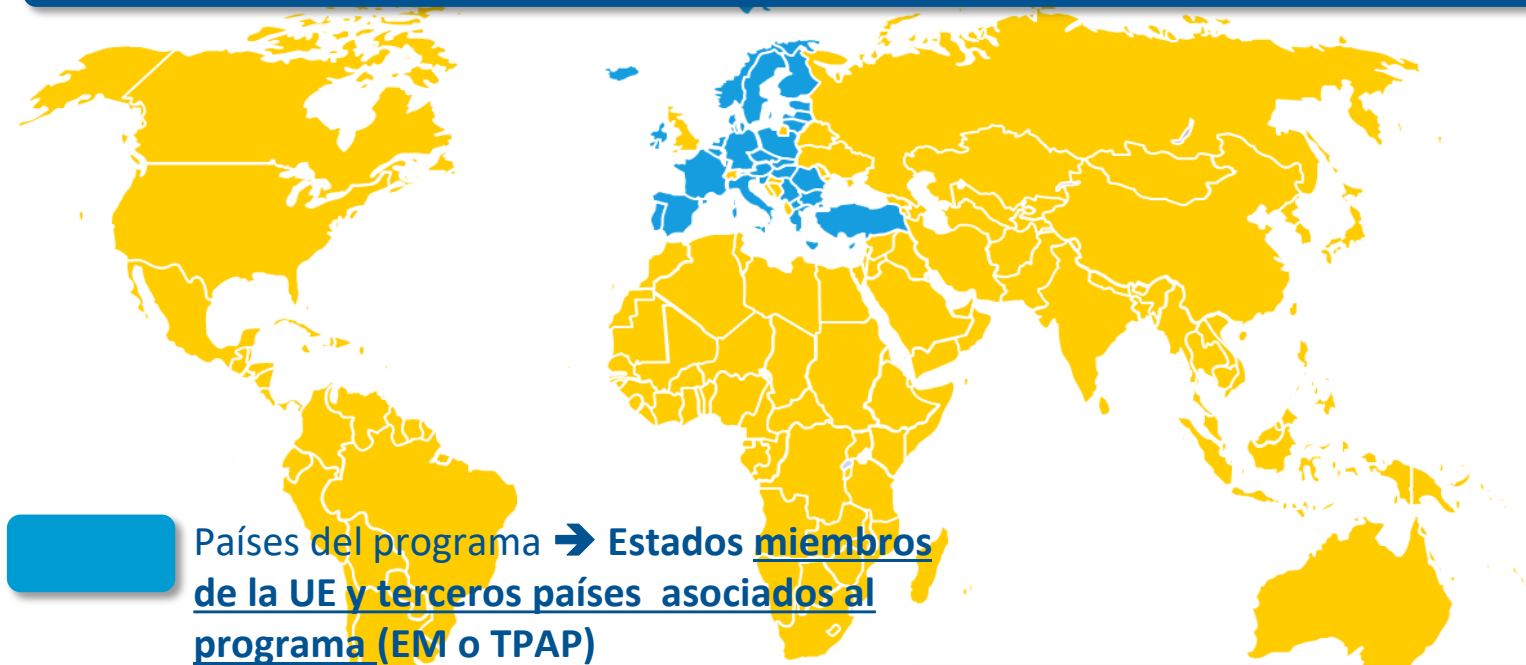 Países del programa ➔ Estados miembros
de la UE y terceros países  asociados al
programa (EM o TPAP)